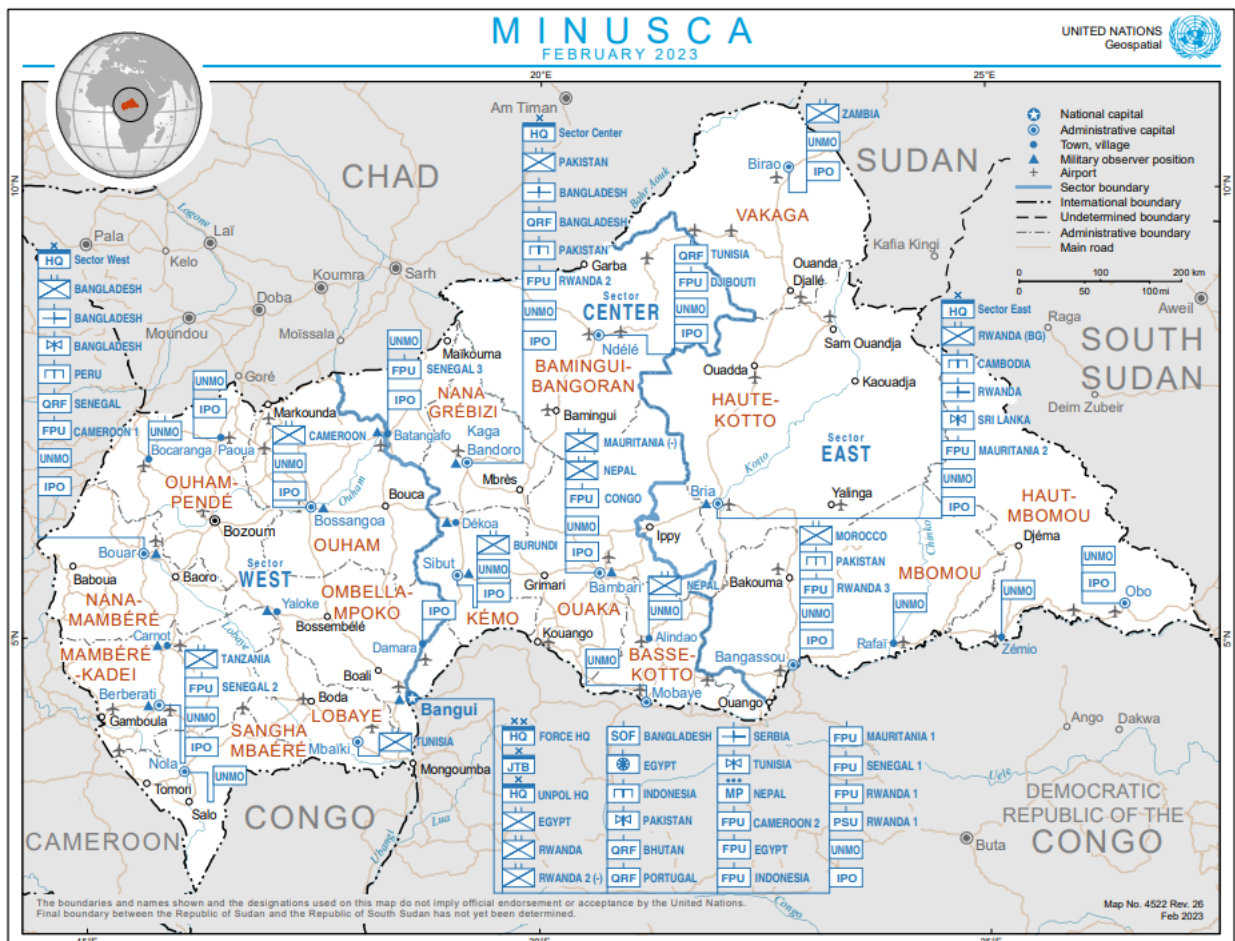 MINUSCA
FEBRUARY 2023
UNITED NATIONS
Geospatial
20°E
25°E
10°N
10°N
5°N
5°N
15°E
20°E
25°E
National capital
Administrative capital
Town, village
Military observer position
Airport
Sector boundary
International boundary
Undetermined boundary
Administrative boundary
Main road
0 100 200 km
0 50 100 mi
CHAD
SUDAN
SOUTH
SUDAN
CAMEROON
CONGO
DEMOCRATIC
REPUBLIC OF THE
CONGO
Am Timan
Logone
Pala
Laï
Kelo
Sarh
Koumra
Doba
Moundou
Moïssala
Goré
Bahr Aouk
Kafia Kingi
Raga
Aweil
Deim Zubeir
Ango
Dakwa
Buta
Uele
Congo
Lua
Ubangi
HQ Sector West
BANGLADESH
BANGLADESH
BANGLADESH
PERU
QRF SENEGAL
FPU CAMEROON 1
UNMO
IPO
HQ Sector Center
PAKISTAN
BANGLADESH
QRF BANGLADESH
PAKISTAN
FPU RWANDA 2
UNMO
IPO
ZAMBIA
UNMO
IPO
Birao
VAKAGA
QRF TUNISIA
FPU DJIBOUTI
UNMO
IPO
Garba
Sector
CENTER
Ndélé
BAMINGUI-
BANGORAN
Bamingui
Ouanda
Djallé
Sam Ouandja
Ouadda
Kaouadja
HAUTE-
KOTTO
Sector
EAST
Kotto
Bria
Yalinga
Chinko
HQ Sector East
RWANDA (BG)
CAMBODIA
RWANDA
SRI LANKA
FPU MAURITANIA 2
UNMO
IPO
HAUT-
MBOMOU
Djéma
UNMO
IPO
Obo
UNMO
Zémio
UNMO
Rafaï
MBOMOU
MOROCCO
PAKISTAN
FPU RWANDA 3
UNMO
IPO
Bakouma
Bangassou
Ouango
UNMO
FPU SENEGAL 3
IPO
Maïkouma
NANA
GRÉBIZI
Kaga
Bandoro
Batangafo
Mbrès
MAURITANIA (-)
NEPAL
FPU CONGO
UNMO
IPO
Ippy
Bambari
Grimari
OUAKA
NEPAL
UNMO
Alindao
BASSE-
KOTTO
Kouango
UNMO
Mobaye
Dékoa
BURUNDI
UNMO
IPO
Sibut
KÉMO
UNMO
IPO
Markounda
UNMO
Bocaranga
Paoua
CAMEROON
UNMO
IPO
Ouham
Bouca
Bossangoa
OUHAM-
PENDÉ
Bozoum
OUHAM
Bouar
Baboua
Baoro
Sector
WEST
NANA-
MAMBÉRÉ
Yaloke
OMBELLA-
MPOKO
Bossembélé
Lobaye
IPO
Damara
Carnot
MAMBÉRÉ
-KADEI
TANZANIA
FPU SENEGAL 2
UNMO
IPO
Berberati
Gamboula
Boali
Boda
LOBAYE
Bangui
SANGHA
MBAÉRÉ
Mbaïki
TUNISIA
Mongoumba
Nola
UNMO
Tomori
Salo
HQ FORCE HQ
JTB
HQ UNPOL HQ
EGYPT
RWANDA
RWANDA 2 (-)
SOF BANGLADESH
EGYPT
INDONESIA
PAKISTAN
QRF BHUTAN
QRF PORTUGAL
SERBIA
TUNISIA
MP NEPAL
FPU CAMEROON 2
FPU EGYPT
FPU INDONESIA
FPU MAURITANIA 1
FPU SENEGAL 1
FPU RWANDA 1
PSU RWANDA 1
UNMO
IPO
The boundaries and names shown and the designations used on this map do not imply official endorsement or acceptance by the United Nations.
Final boundary between the Republic of Sudan and the Republic of South Sudan has not yet been determined.
Map No. 4522 Rev. 26
Feb 2023